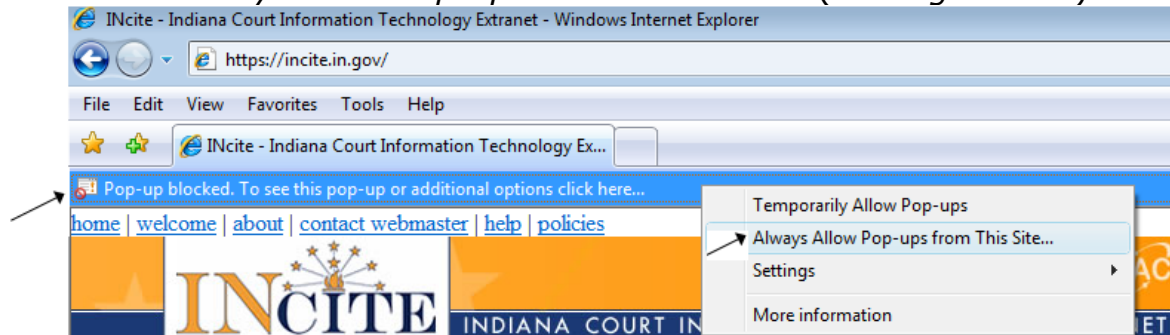 INcite - Indiana Court Information Technology Extranet - Windows Internet Explorer
https://incite.in.gov/
File Edit View Favorites Tools Help
INcite - Indiana Court Information Technology Ex...
Pop-up blocked. To see this pop-up or additional options click here...
Temporarily Allow Pop-ups
Always Allow Pop-ups from This Site...
Settings
More information
home | welcome | about | contact webmaster | help | policies
INCITE
INDIANA COURT IN
AC
ET